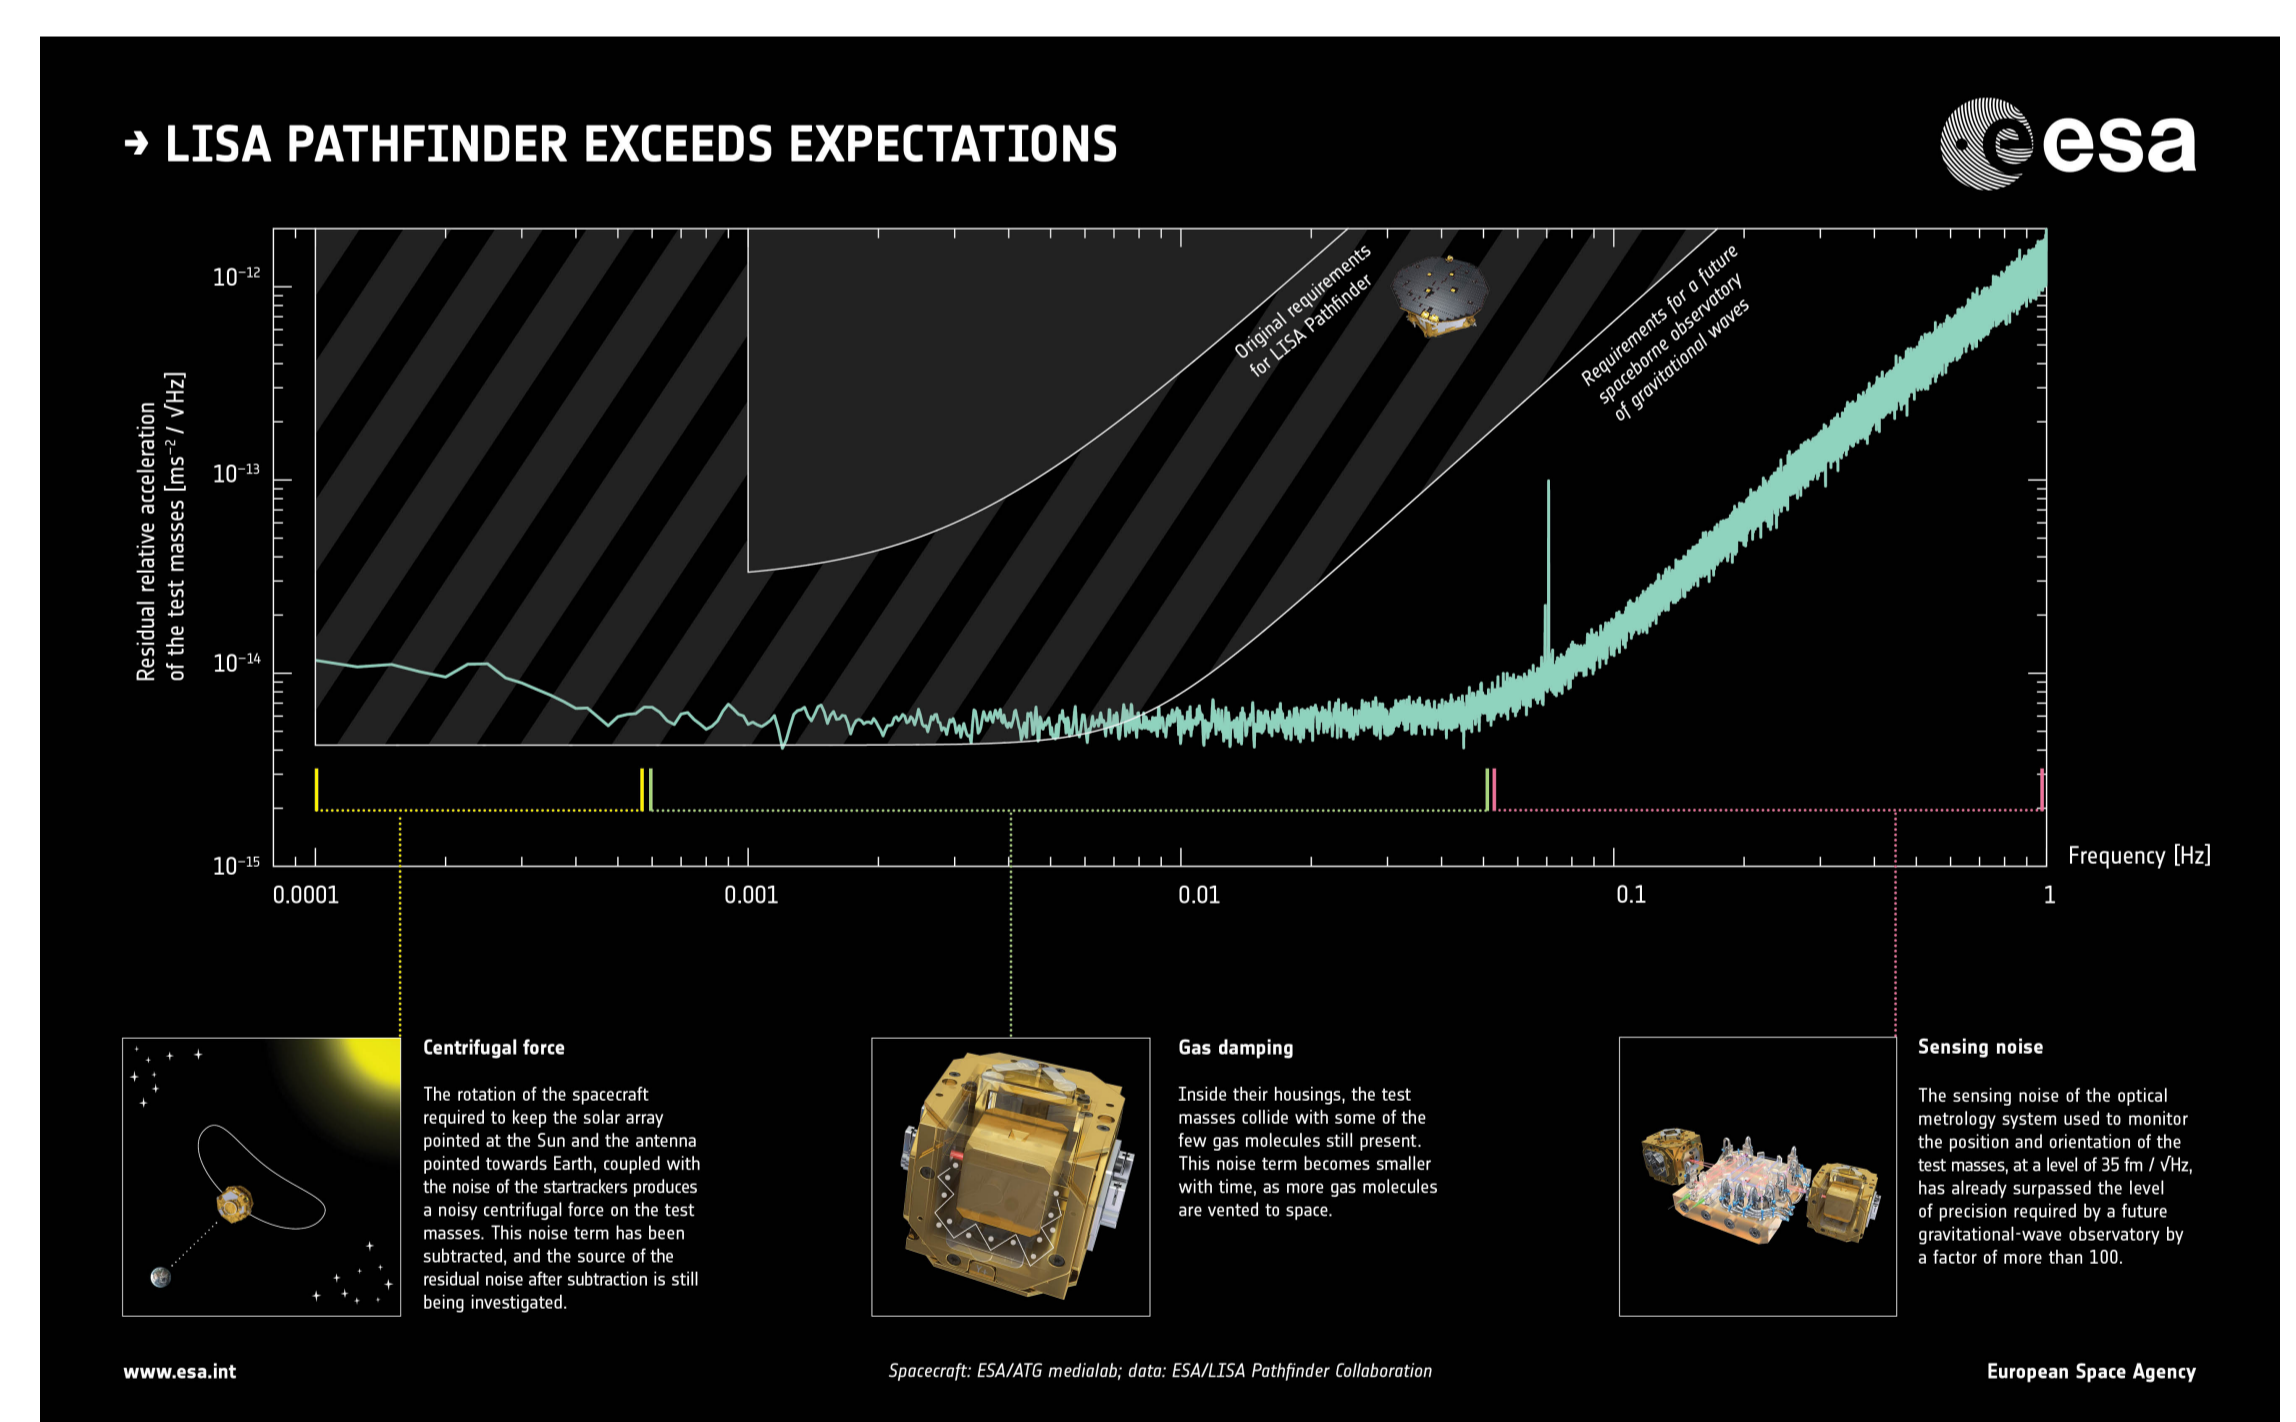 → LISA PATHFINDER EXCEEDS EXPECTATIONS
esa
Residual relative acceleration
of the test masses [ms⁻² / √Hz]
10⁻¹²
10⁻¹³
10⁻¹⁴
10⁻¹⁵
Original requirements
for LISA Pathfinder
Requirements for a future
spaceborne observatory
of gravitational waves
0.0001
0.001
0.01
0.1
1
Frequency [Hz]
Centrifugal force
The rotation of the spacecraft
required to keep the solar array
pointed at the Sun and the antenna
pointed towards Earth, coupled with
the noise of the startrackers produces
a noisy centrifugal force on the test
masses. This noise term has been
subtracted, and the source of the
residual noise after subtraction is still
being investigated.
Gas damping
Inside their housings, the test
masses collide with some of the
few gas molecules still present.
This noise term becomes smaller
with time, as more gas molecules
are vented to space.
Sensing noise
The sensing noise of the optical
metrology system used to monitor
the position and orientation of the
test masses, at a level of 35 fm / √Hz,
has already surpassed the level
of precision required by a future
gravitational-wave observatory by
a factor of more than 100.
www.esa.int
Spacecraft: ESA/ATG medialab; data: ESA/LISA Pathfinder Collaboration
European Space Agency